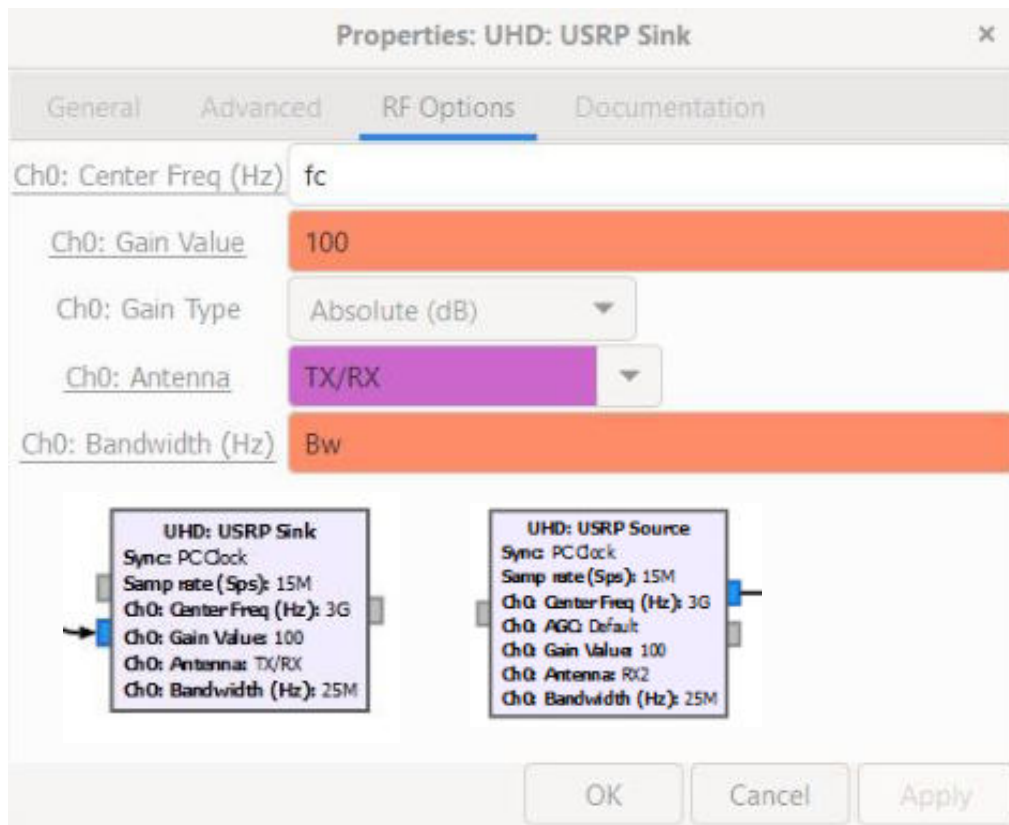 Properties: UHD: USRP Sink ×
General Advanced RF Options Documentation
Ch0: Center Freq (Hz) fc
Ch0: Gain Value 100
Ch0: Gain Type Absolute (dB)
Ch0: Antenna TX/RX
Ch0: Bandwidth (Hz) Bw
UHD: USRP Sink
Sync: PC Clock
Samp rate (Sps): 15M
Ch0: Center Freq (Hz): 3G
Ch0: Gain Value: 100
Ch0: Antenna: TX/RX
Ch0: Bandwidth (Hz): 25M
UHD: USRP Source
Sync: PC Clock
Samp rate (Sps): 15M
Ch0: Center Freq (Hz): 3G
Ch0: AGC: Default
Ch0: Gain Value: 100
Ch0: Antenna: RX2
Ch0: Bandwidth (Hz): 25M
OK Cancel Apply